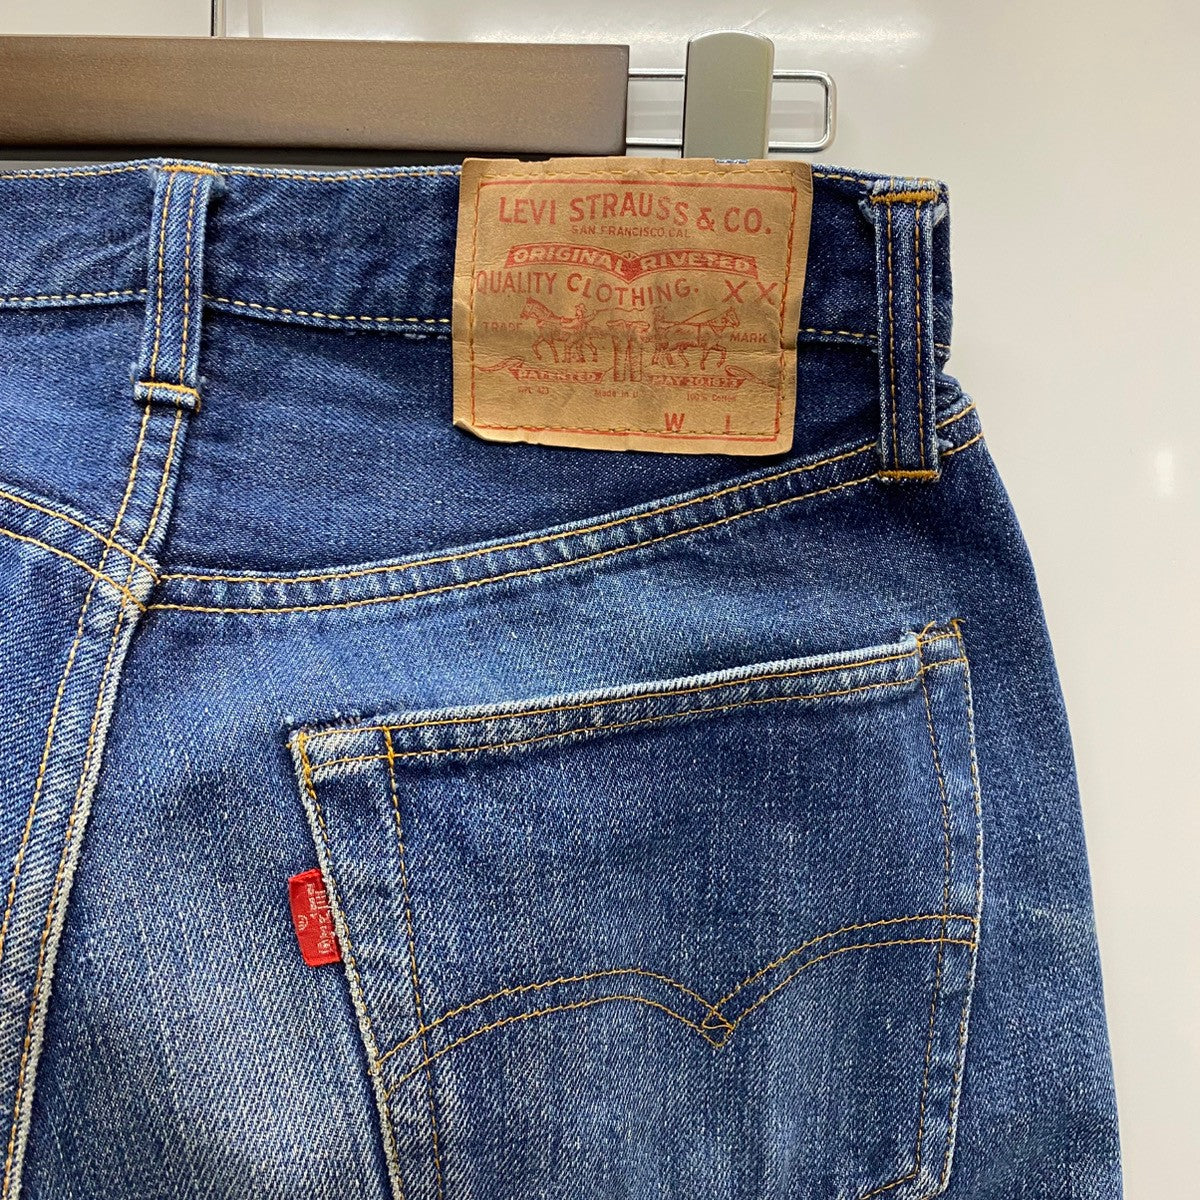 LEVI STRAUSS & CO.
SAN FRANCISCO, CAL
ORIGINAL RIVETED
QUALITY CLOTHING. XX
TRADE MARK
PATENTED MAY 20 1873
Made in U 100% Cotton
W L